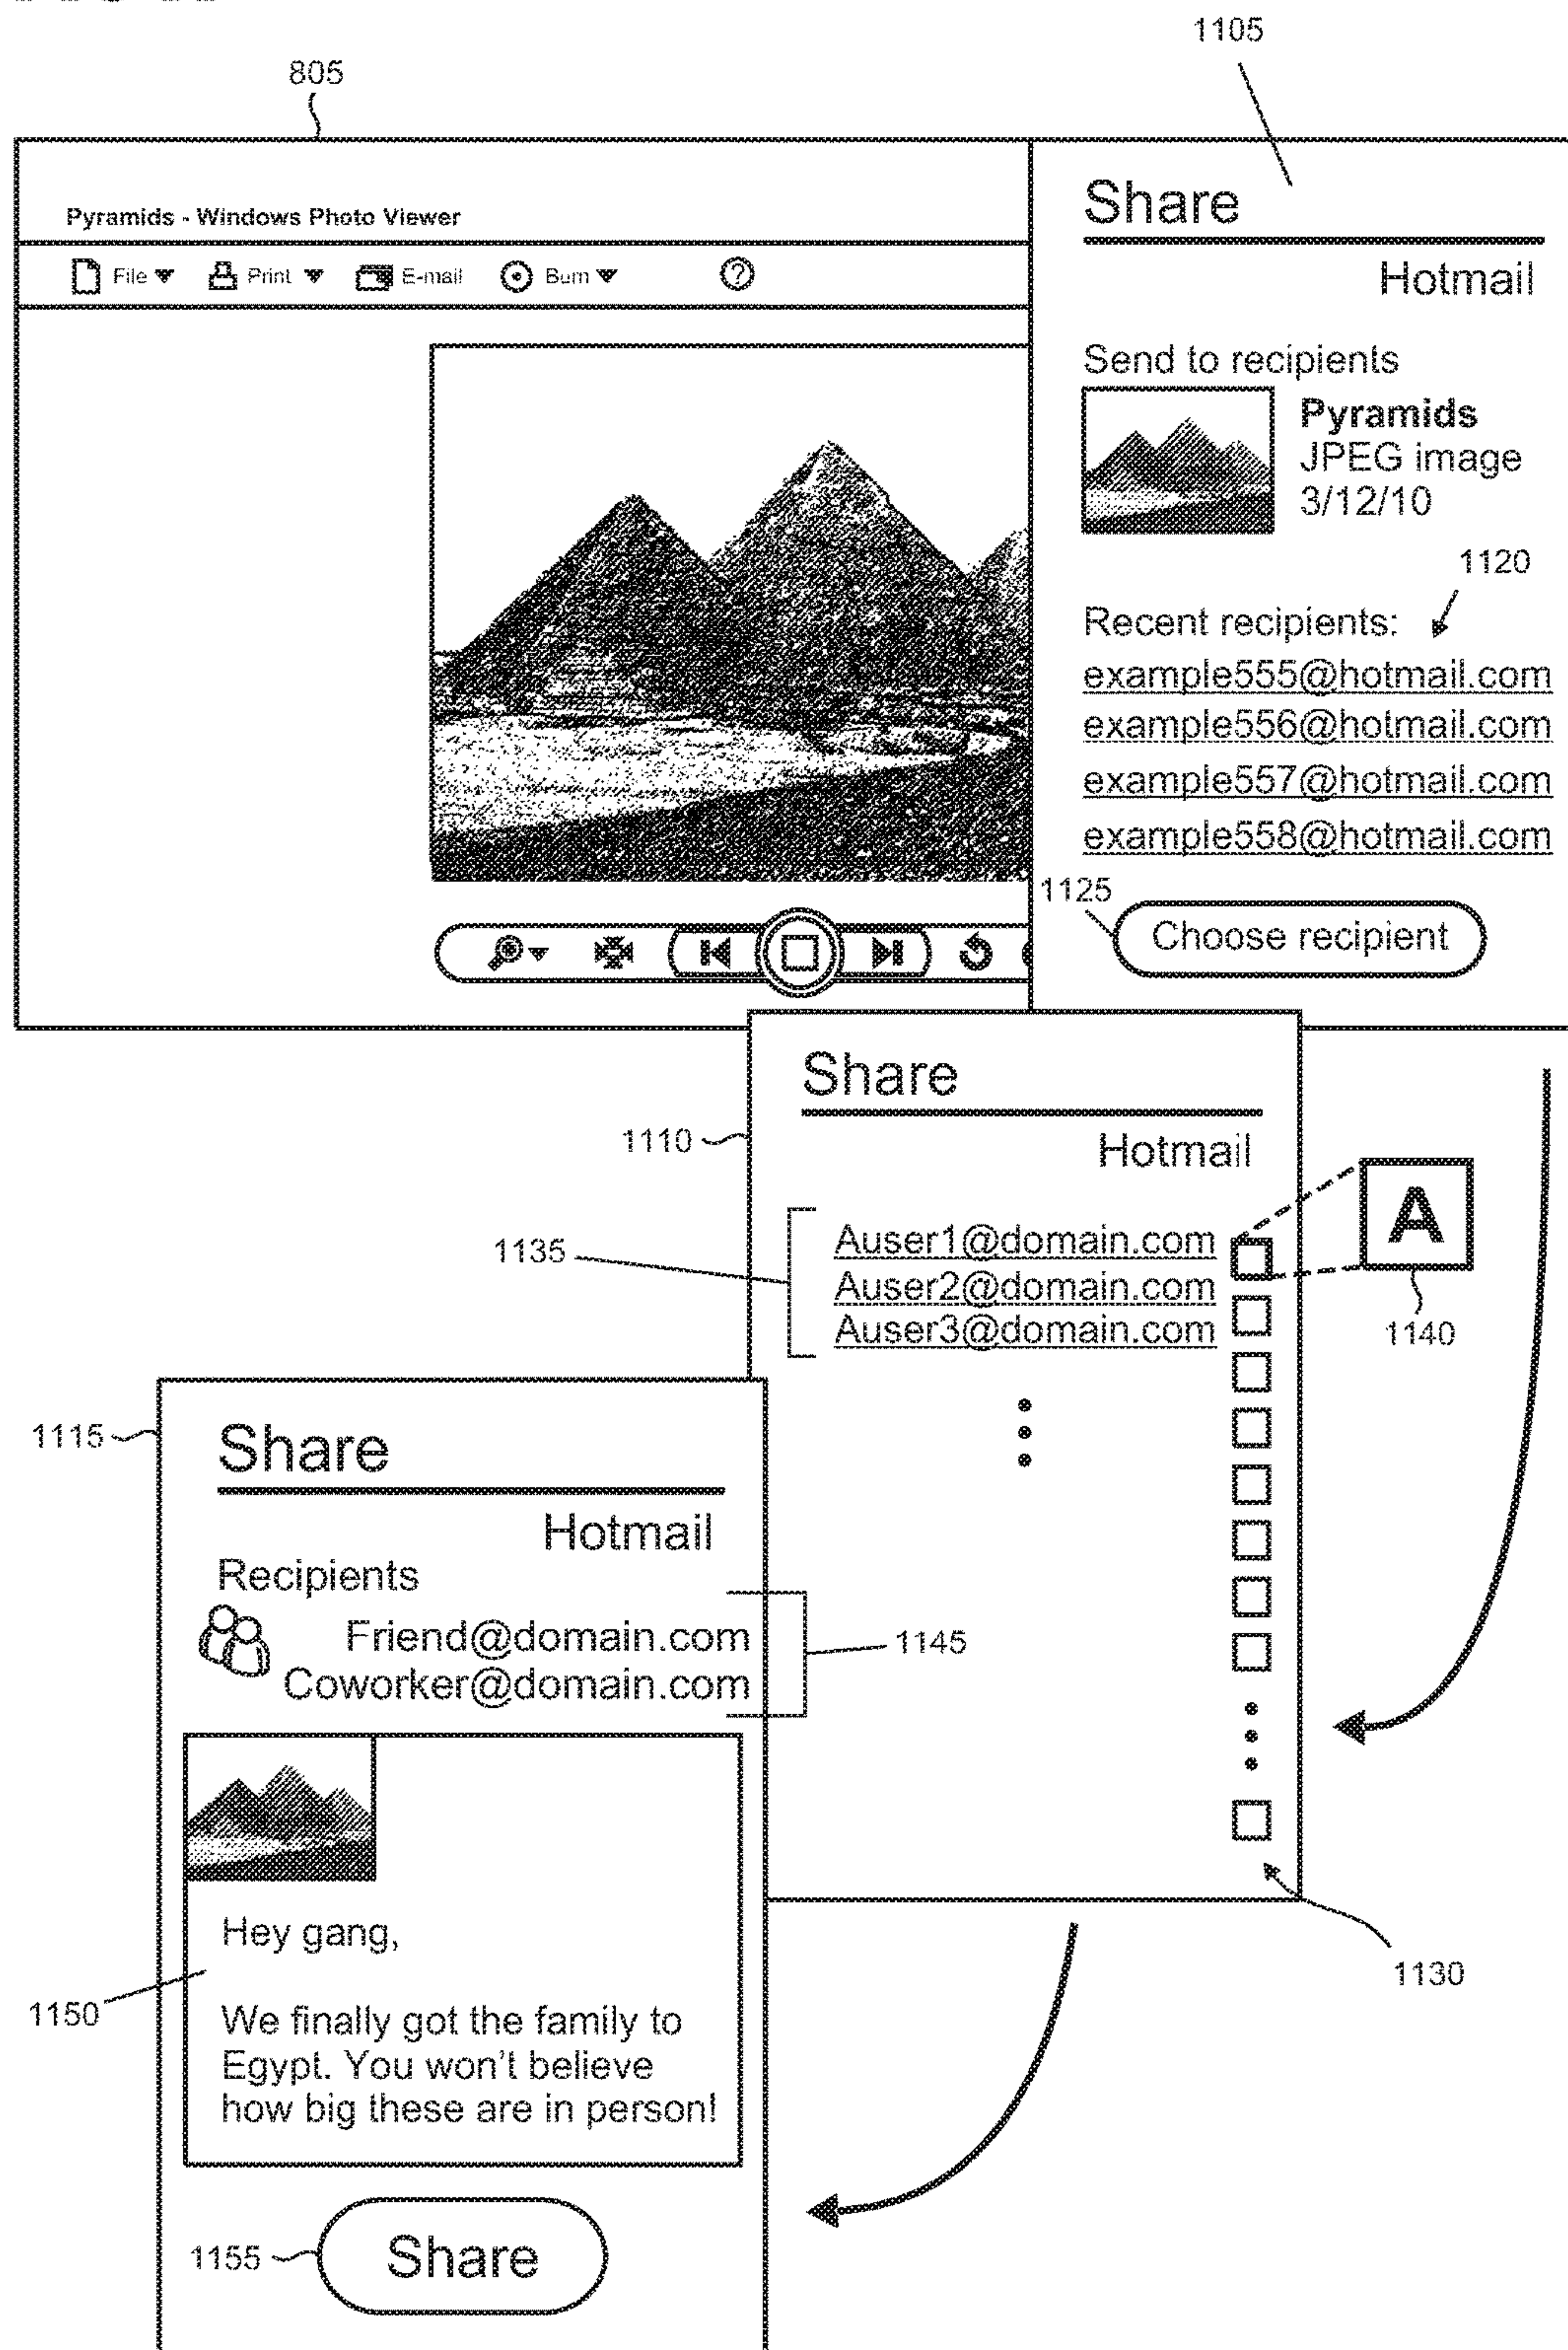 1105
805
Pyramids - Windows Photo Viewer
File Print E-mail Burn ?
Share
Hotmail
Send to recipients
Pyramids
JPEG image
3/12/10
1120
Recent recipients:
example555@hotmail.com
example556@hotmail.com
example557@hotmail.com
example558@hotmail.com
1125
Choose recipient
1110
Share
Hotmail
1135
Auser1@domain.com
Auser2@domain.com
Auser3@domain.com
A
1140
1130
1115
Share
Hotmail
Recipients
Friend@domain.com
Coworker@domain.com
1145
1150
Hey gang,
We finally got the family to
Egypt. You won't believe
how big these are in person!
1155
Share